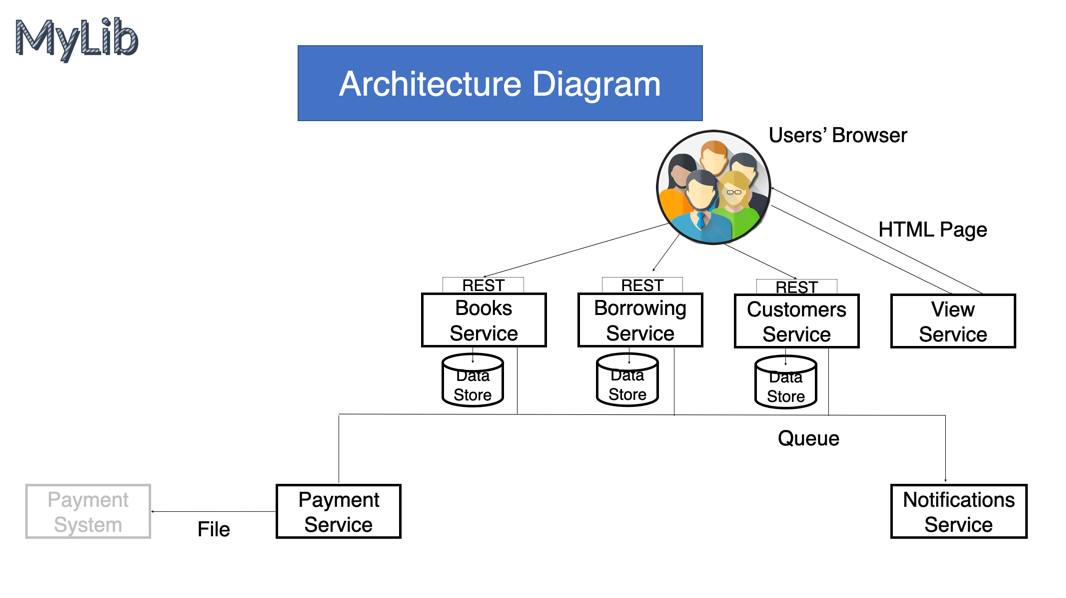 MyLib
Architecture Diagram
Users’ Browser
HTML Page
REST
REST
REST
Books
Service
Borrowing
Service
Customers
Service
View
Service
Data
Store
Data
Store
Data
Store
Queue
Payment
System
File
Payment
Service
Notifications
Service